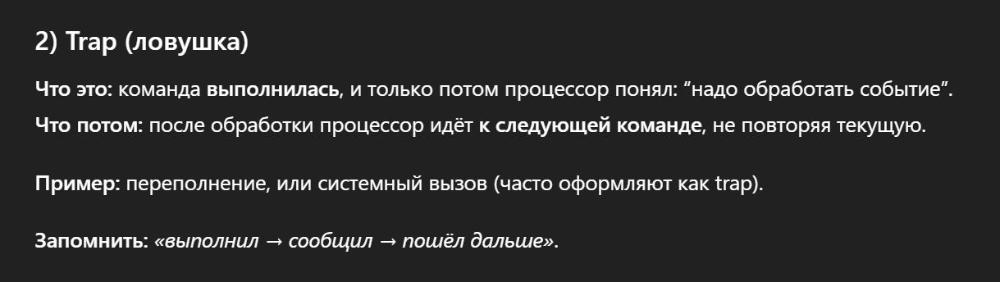 2) Trap (ловушка)
Что это: команда выполнилась, и только потом процессор понял: “надо обработать событие”.
Что потом: после обработки процессор идёт к следующей команде, не повторяя текущую.
Пример: переполнение, или системный вызов (часто оформляют как trap).
Запомнить: «выполнил → сообщил → пошёл дальше».